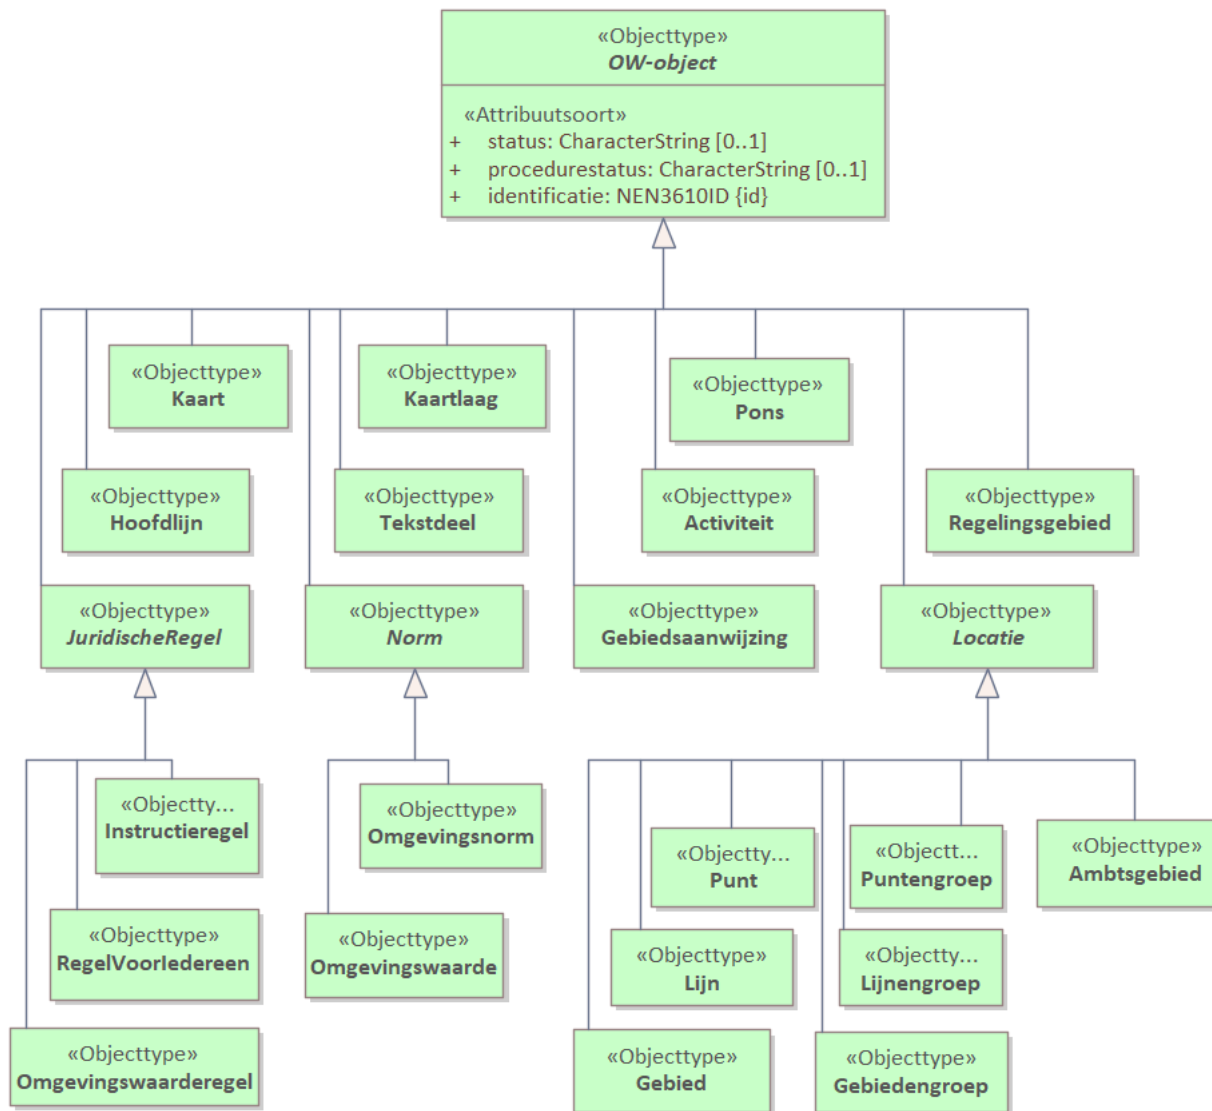 «Objecttype»
OW-object
«Attribuutsoort»
+ status: CharacterString [0..1]
+ procedurestatus: CharacterString [0..1]
+ identificatie: NEN3610ID {id}
«Objecttype»
Kaart
«Objecttype»
Kaartlaag
«Objecttype»
Pons
«Objecttype»
Hoofdlijn
«Objecttype»
Tekstdeel
«Objecttype»
Activiteit
«Objecttype»
Regelingsgebied
«Objecttype»
JuridischeRegel
«Objecttype»
Norm
«Objecttype»
Gebiedsaanwijzing
«Objecttype»
Locatie
«Objectty...
Instructieregel
«Objecttype»
Omgevingsnorm
«Objectty...
Punt
«Objectt...
Puntengroep
«Objecttype»
Ambtsgebied
«Objecttype»
RegelVoorIedereen
«Objecttype»
Omgevingswaarde
«Objecttype»
Lijn
«Objectty...
Lijnengroep
«Objecttype»
Omgevingswaarderegel
«Objecttype»
Gebied
«Objecttype»
Gebiedengroep